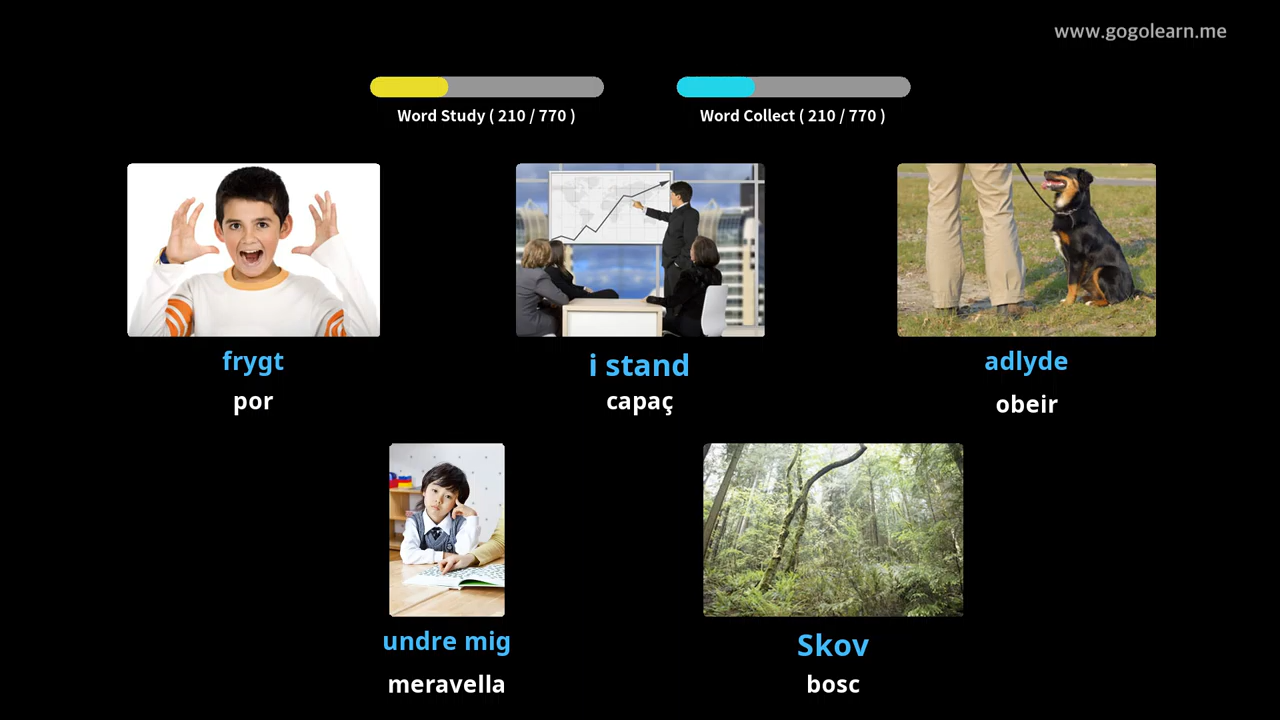 www.gogolearn.me
Word Study ( 210 / 770 )
Word Collect ( 210 / 770 )
frygt
por
i stand
capaç
adlyde
obeir
undre mig
meravella
Skov
bosc